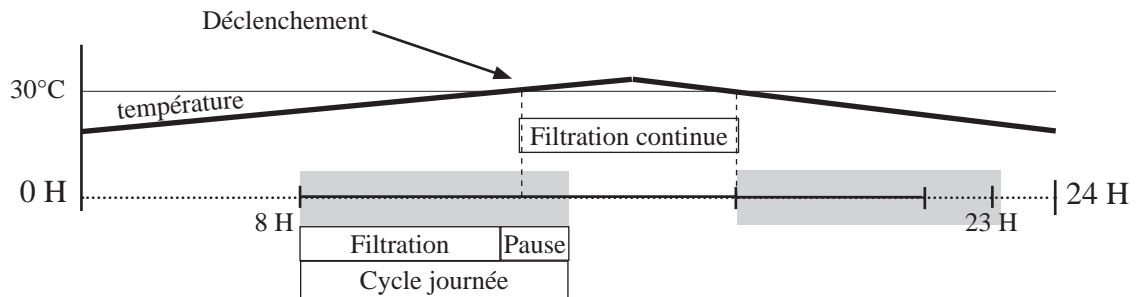 Déclenchement
30°C
température
Filtration continue
0 H
24 H
8 H
23 H
Filtration
Pause
Cycle journée